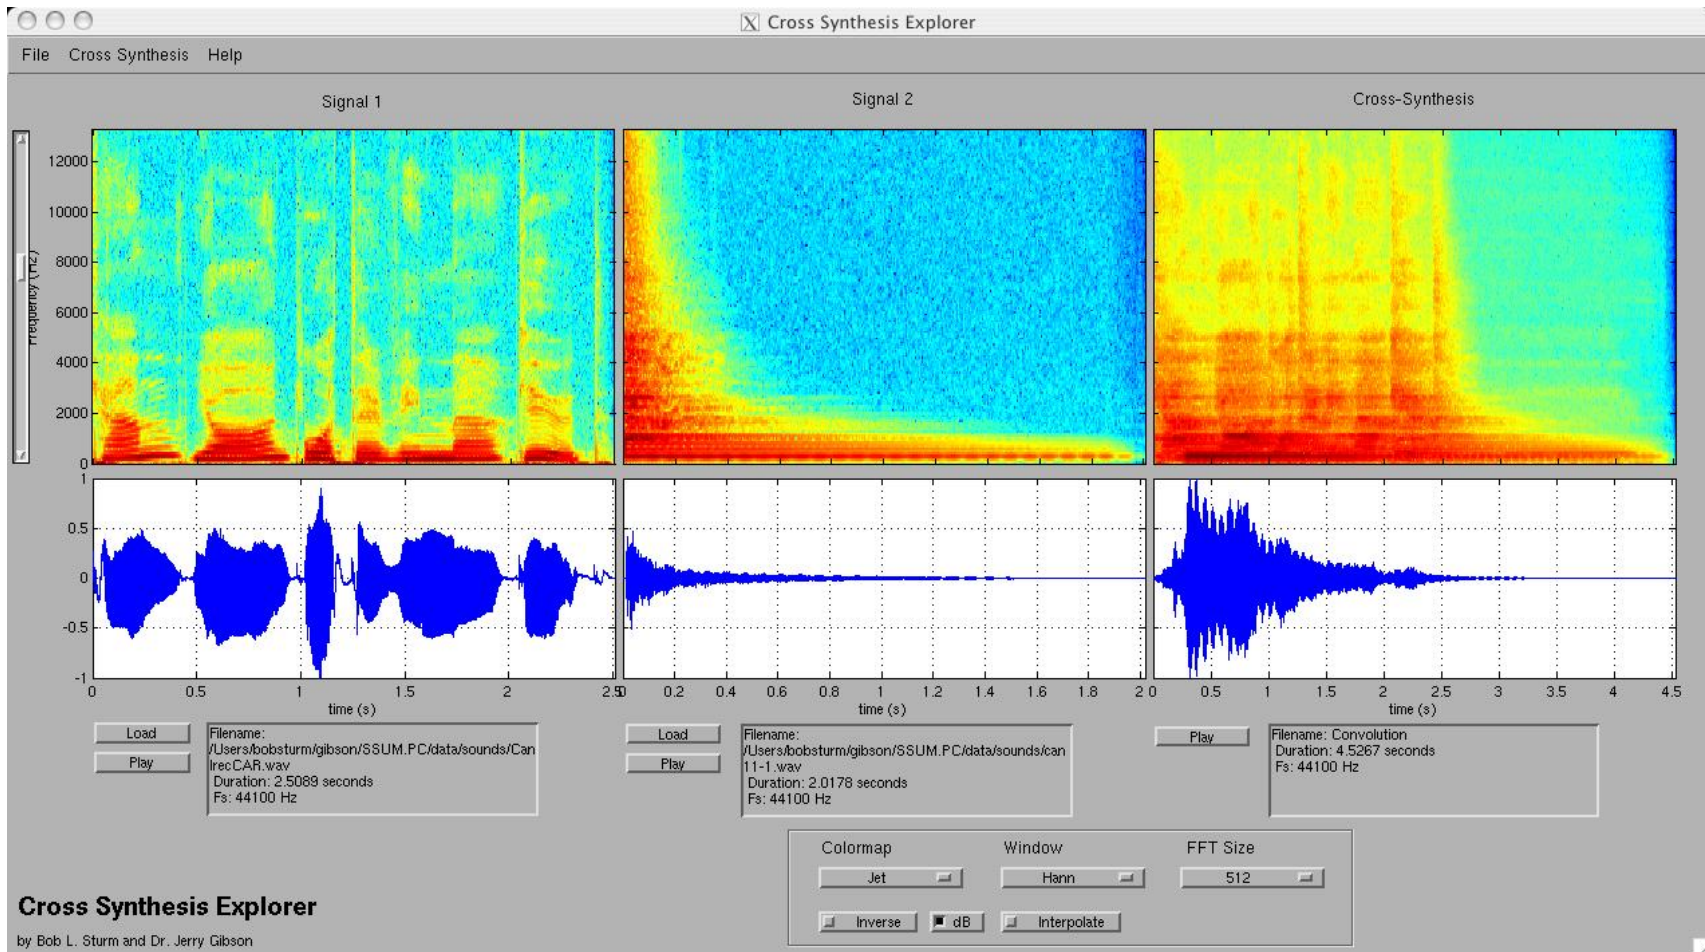 Cross Synthesis Explorer
File Cross Synthesis Help
Signal 1
Signal 2
Cross-Synthesis
Frequency (Hz)
12000
10000
8000
6000
4000
2000
0
1
0.5
0
-0.5
-1
0 0.5 1 1.5 2 2.5
0 0.2 0.4 0.6 0.8 1 1.2 1.4 1.6 1.8 2
0 0.5 1 1.5 2 2.5 3 3.5 4 4.5
time (s)
time (s)
time (s)
Load
Play
Filename:
/Users/bobsturm/gibson/SSUM.PC/data/sounds/Can
IrecCAR.wav
Duration: 2.5089 seconds
Fs: 44100 Hz
Load
Play
Filename:
/Users/bobsturm/gibson/SSUM.PC/data/sounds/can
11-1.wav
Duration: 2.0178 seconds
Fs: 44100 Hz
Play
Filename: Convolution
Duration: 4.5267 seconds
Fs: 44100 Hz
Colormap Window FFT Size
Jet Hann 512
Inverse dB Interpolate
Cross Synthesis Explorer
by Bob L. Sturm and Dr. Jerry Gibson